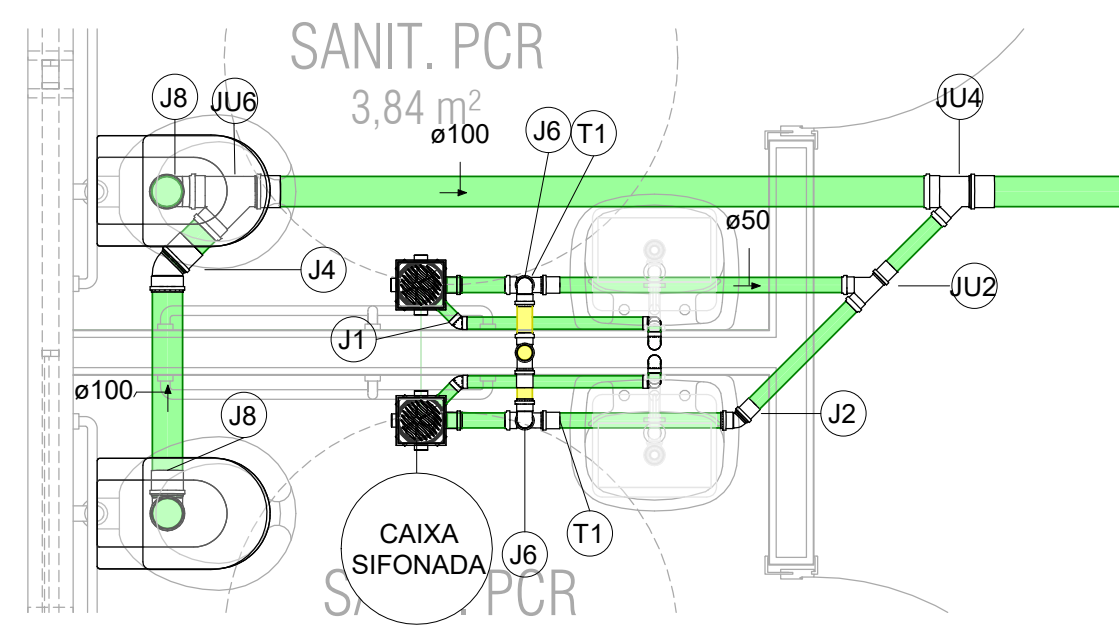 SANIT. PCR
3,84 m²
J8
JU6
ø100
J6
T1
JU4
ø50
J4
JU2
J1
ø100
J8
J2
CAIXA
SIFONADA
J6
T1
PCR